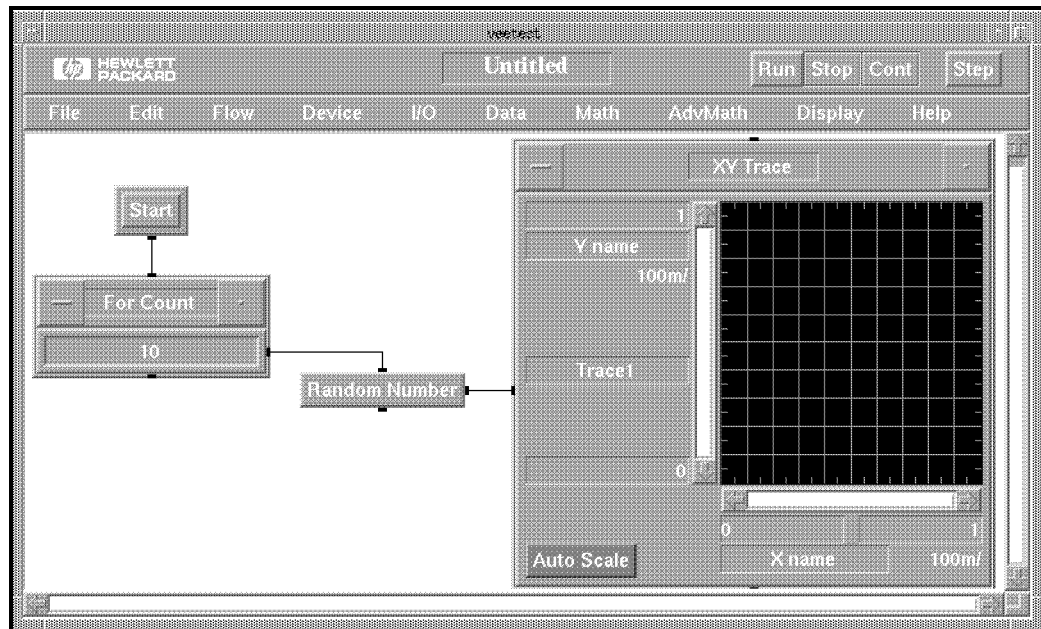 veetest
hp HEWLETT PACKARD
Untitled
Run Stop Cont Step
File Edit Flow Device I/O Data Math AdvMath Display Help
XY Trace
Start
1
Y name
100m/
For Count
10
Trace1
Random Number
0
0 1
Auto Scale
X name 100m/